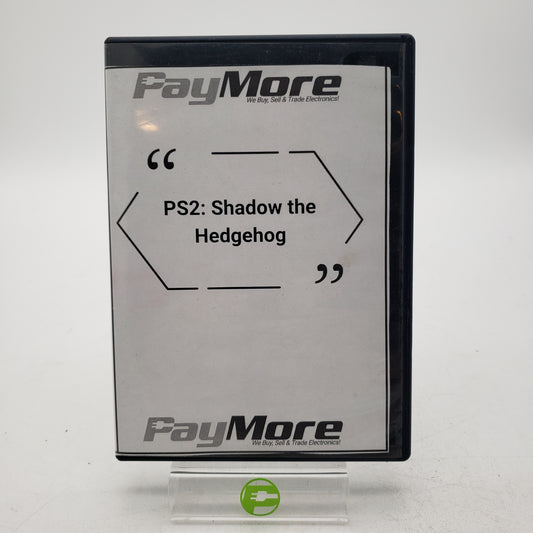 PayMore
We Buy, Sell & Trade Electronics!
“
PS2: Shadow the
Hedgehog
”
PayMore
We Buy, Sell & Trade Electronics!